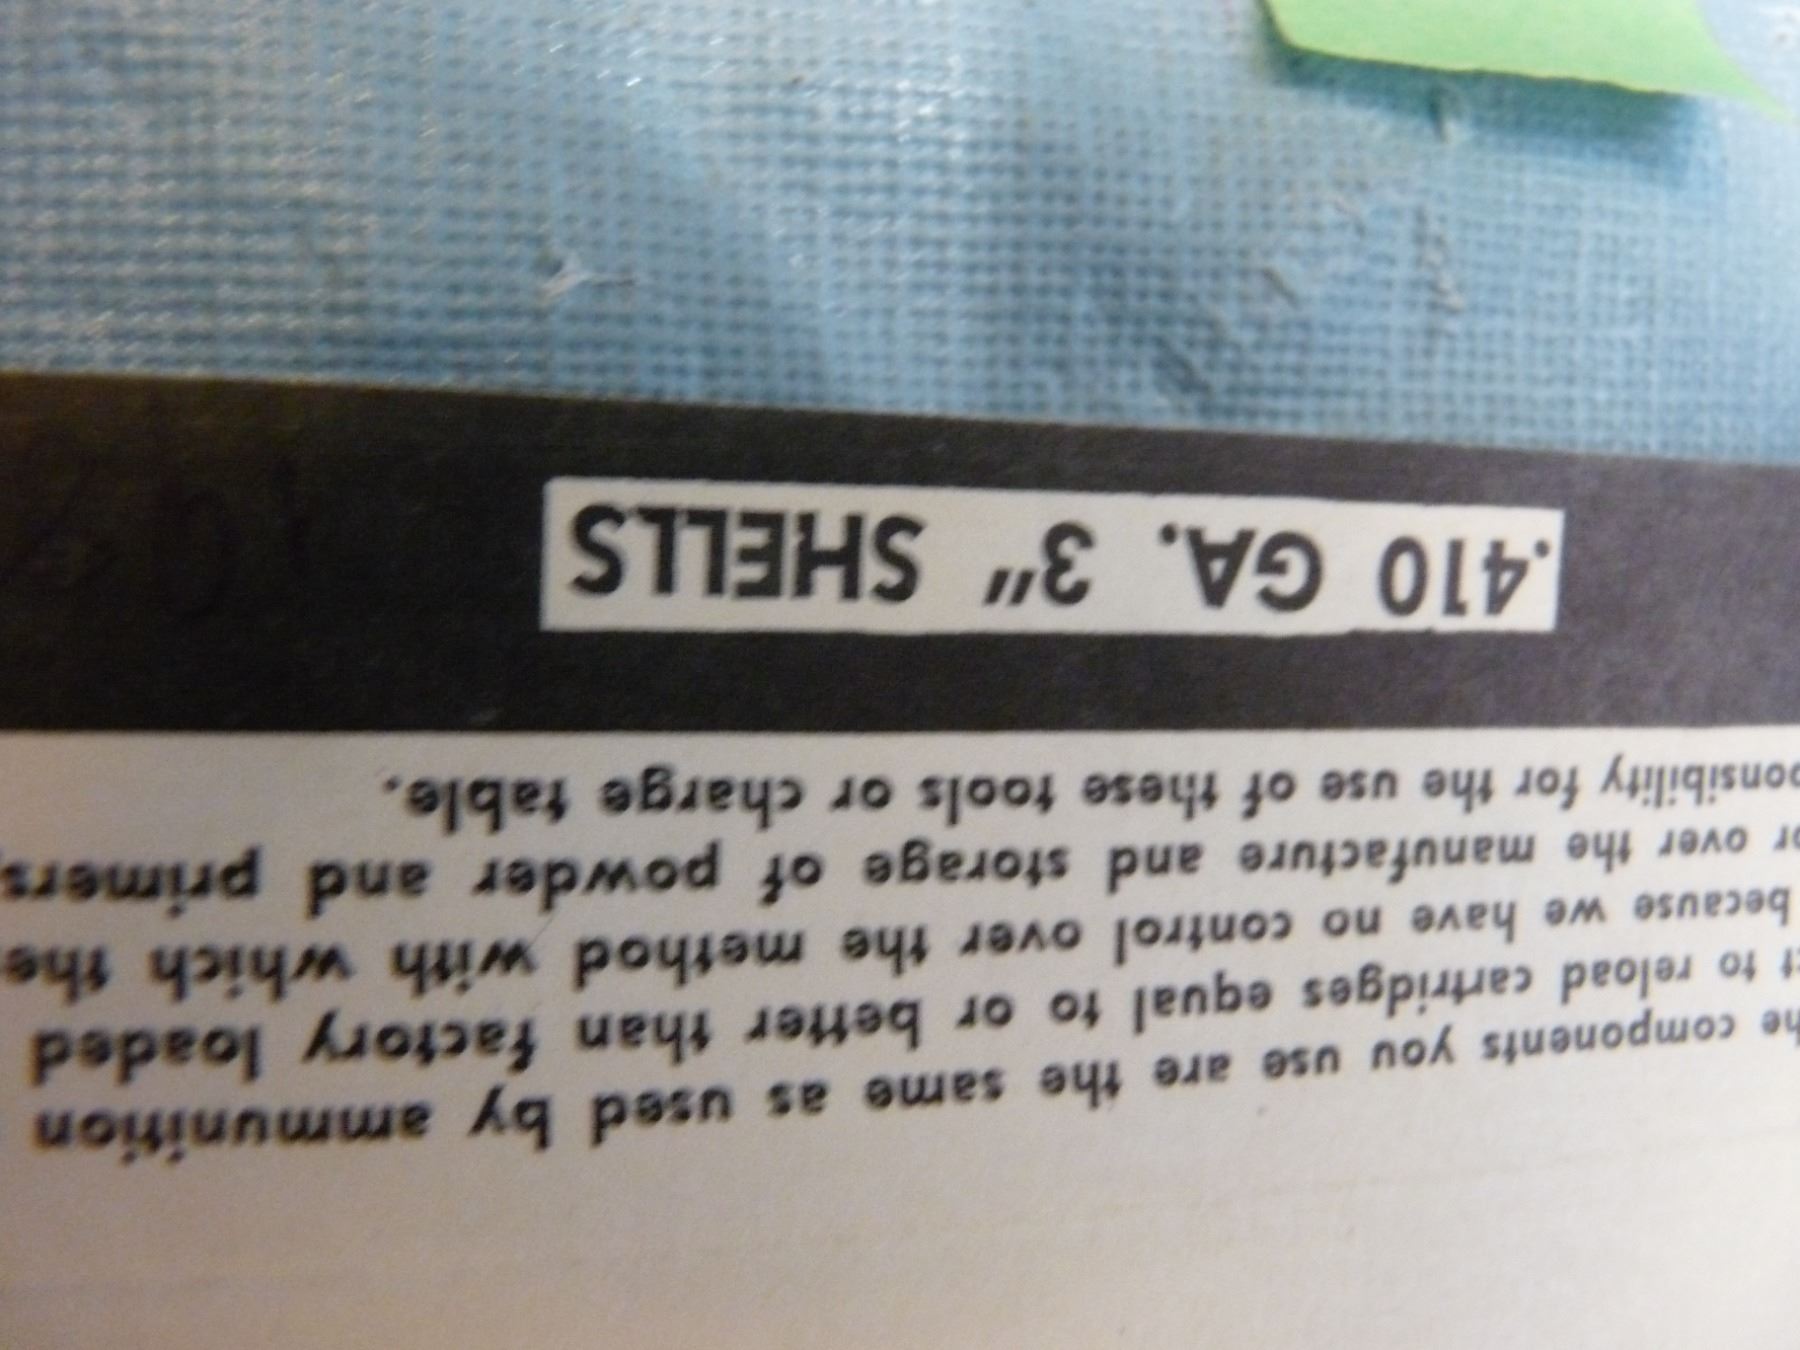 he components you use are the same as used by ammunition
ct to reload cartridges equal to or better than factory loaded
because we have no control over the method with which the
or over the manufacture and storage of powder and primers,
ponsibility for the use of these tools or charge table.
.410 GA. 3" SHELLS